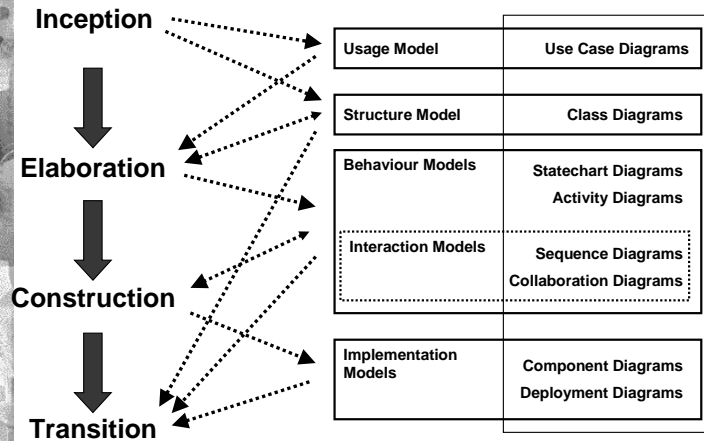 Inception
Usage Model Use Case Diagrams
Structure Model Class Diagrams
Elaboration
Behaviour Models Statechart Diagrams
Activity Diagrams
Interaction Models Sequence Diagrams
Collaboration Diagrams
Construction
Implementation
Models
Component Diagrams
Deployment Diagrams
Transition